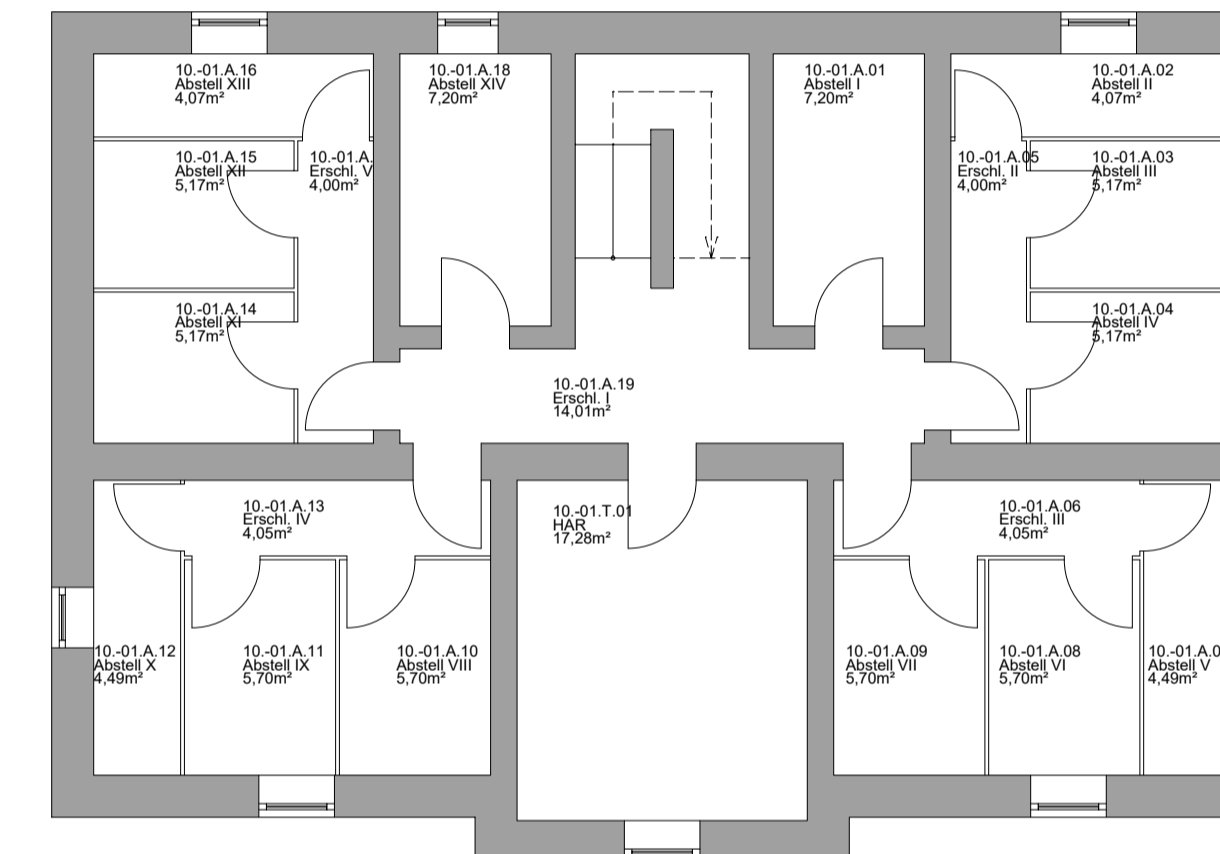 10.-01.A.16
Abstell XIII
4,07m²
10.-01.A.18
Abstell XIV
7,20m²
10.-01.A.01
Abstell I
7,20m²
10.-01.A.02
Abstell II
4,07m²
10.-01.A.15
Abstell XII
5,17m²
10.-01.A.
Erschl. V
4,00m²
10.-01.A.05
Erschl. II
4,00m²
10.-01.A.03
Abstell III
5,17m²
10.-01.A.14
Abstell XI
5,17m²
10.-01.A.04
Abstell IV
5,17m²
10.-01.A.19
Erschl. I
14,01m²
10.-01.A.13
Erschl. IV
4,05m²
10.-01.T.01
HAR
17,28m²
10.-01.A.06
Erschl. III
4,05m²
10.-01.A.12
Abstell X
4,49m²
10.-01.A.11
Abstell IX
5,70m²
10.-01.A.10
Abstell VIII
5,70m²
10.-01.A.09
Abstell VII
5,70m²
10.-01.A.08
Abstell VI
5,70m²
10.-01.A.0
Abstell V
4,49m²